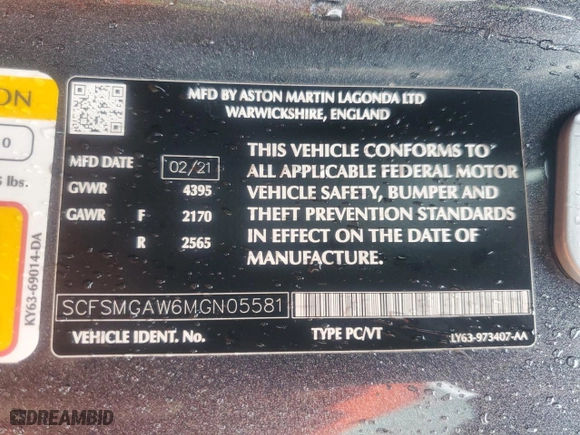 MFD BY ASTON MARTIN LAGONDA LTD
WARWICKSHIRE, ENGLAND
MFD DATE 02/21
GVWR 4395
GAWR F 2170
R 2565
THIS VEHICLE CONFORMS TO
ALL APPLICABLE FEDERAL MOTOR
VEHICLE SAFETY, BUMPER AND
THEFT PREVENTION STANDARDS
IN EFFECT ON THE DATE OF
MANUFACTURE.
SCFSMGAW6MGN05581
VEHICLE IDENT. No. TYPE PC/VT LY63-973407-AA
0
lbs.
KY63-69014-DA
DREAMBID